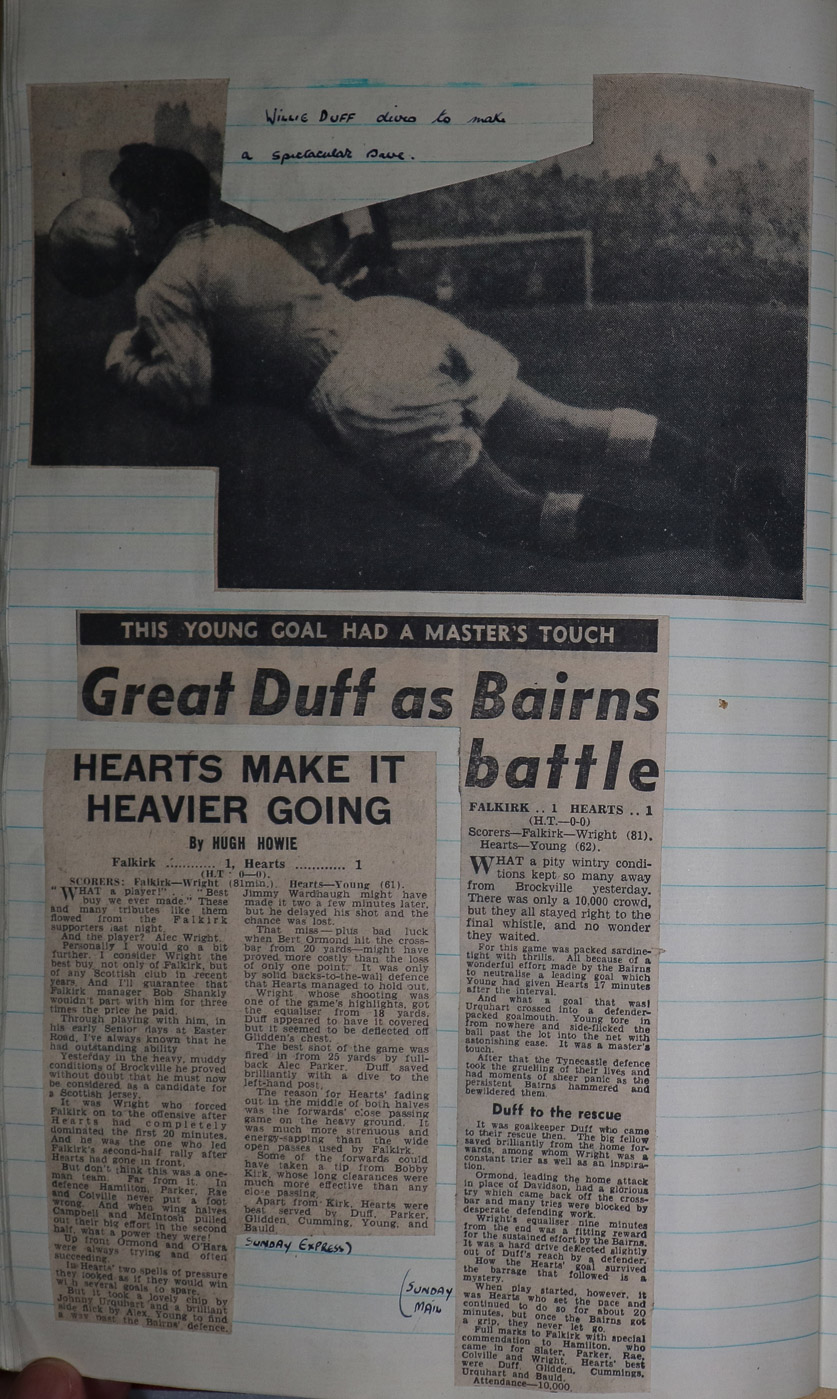 WILLIE DUFF dives to make
a spectacular save.
THIS YOUNG GOAL HAD A MASTER'S TOUCH
Great Duff as Bairns
battle
HEARTS MAKE IT
HEAVIER GOING
By HUGH HOWIE
Falkirk ........... 1, Hearts ............ 1
(H.T : 0—0).
SCORERS: Falkirk—Wright (81min.). Hearts—Young (61).
"WHAT a player!" . . "Best
buy we ever made." These
and many tributes like them
flowed from the Falkirk
supporters last night.
And the player? Alec Wright.
Personally I would go a bit
further. I consider Wright the
best buy, not only of Falkirk, but
of any Scottish club in recent
years. And I'll guarantee that
Falkirk manager Bob Shankly
wouldn't part with him for three
times the price he paid.
Through playing with him, in
his early Senior days at Easter
Road, I've always known that he
had outstanding ability
Yesterday in the heavy, muddy
conditions of Brockville he proved
without doubt that he must now
be considered as a candidate for
a Scottish Jersey.
It was Wright who forced
Falkirk on to the offensive after
Hearts had completely
dominated the first 20 minutes.
And he was the one who led
Falkirk's second-half rally after
Hearts had gone in front.
But don't think this was a one-
man team. Far from it. In
defence Hamilton, Parker, Rae
and Colville never put a foot
wrong. And when wing halves
Campbell and McIntosh pulled
out their big effort in the second
half, what a power they were!
Up front Ormond and O'Hara
were always trying and often
succeeding.
In Hearts' two spells of pressure
they looked as if they would win
with several goals to spare.
But it took a lovely chip by
Johnny Urquhart and a brilliant
side flick by Alex. Young to find
a way past the Bairns' defence.
Jimmy Wardhaugh might have
made it two a few minutes later,
but he delayed his shot and the
chance was lost.
That miss—plus bad luck
when Bert Ormond hit the cross-
bar from 20 yards—might have
proved more costly than the loss
of only one point. It was only
by solid backs-to-the-wall defence
that Hearts managed to hold out.
Wright whose shooting was
one of the game's highlights, got
the equaliser from 18 yards.
Duff appeared to have it covered
but it seemed to be deflected off
Glidden's chest.
The best shot of the game was
fired in from 25 yards by full-
back Alec Parker. Duff saved
brilliantly with a dive to the
left-hand post.
The reason for Hearts' fading
out in the middle of both halves
was the forwards' close passing
game on the heavy ground. It
was much more strenuous and
energy-sapping than the wide
open passes used by Falkirk.
Some of the forwards could
have taken a tip from Bobby
Kirk, whose long clearances were
much more effective than any
close passing.
Apart from Kirk, Hearts were
best served by Duff, Parker,
Glidden, Cumming, Young, and
Bauld.
SUNDAY EXPRESS)
FALKIRK .. 1 HEARTS .. 1
(H.T.—0-0)
Scorers—Falkirk—Wright (81).
Hearts—Young (62).
WHAT a pity wintry condi-
tions kept so many away
from Brockville yesterday.
There was only a 10,000 crowd,
but they all stayed right to the
final whistle, and no wonder
they waited.
For this game was packed sardine-
tight with thrills. All because of a
wonderful effort made by the Bairns
to neutralise a leading goal which
Young had given Hearts 17 minutes
after the interval.
And what a goal that was!
Urquhart crossed into a defender-
packed goalmouth. Young tore in
from nowhere and side-flicked the
ball past the lot into the net with
astonishing ease. It was a master's
touch.
After that the Tynecastle defence
took the gruelling of their lives and
had moments of sheer panic as the
persistent Bairns hammered and
bewildered them.
Duff to the rescue
It was goalkeeper Duff who came
to their rescue then. The big fellow
saved brilliantly from the home for-
wards, among whom Wright was a
constant trier as well as an inspira-
tion.
Ormond, leading the home attack
in place of Davidson, had a glorious
try which came back off the cross-
bar and many tries were blocked by
desperate defending work.
Wright's equaliser nine minutes
from the end was a fitting reward
for the sustained effort by the Bairns.
It was a hard drive deflected slightly
out of Duff's reach by a defender.
How the Hearts' goal survived
the barrage that followed is a
mystery.
When play started, however, it
was Hearts who set the pace and
continued to do so for about 20
minutes, but once the Bairns got
a grip, they never let go.
Full marks to Falkirk with special
commendation to Hamilton, who
came in for Slater, Parker, Rae,
Colville and Wright. Hearts' best
were Duff, Glidden, Cummings,
Urquhart and Bauld.
Attendance—10,000.
(SUNDAY
MAIL